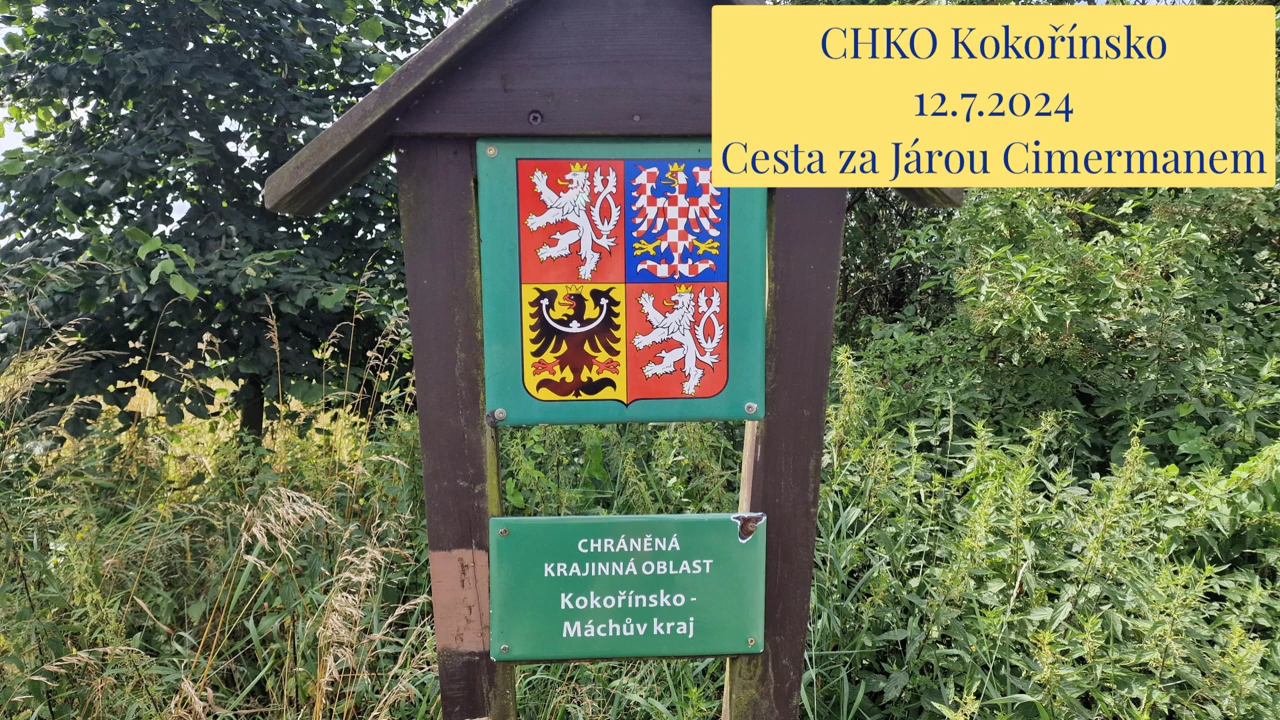 CHKO Kokořínsko
12.7.2024
Cesta za Járou Cimermanem
CHRÁNĚNÁ
KRAJINNÁ OBLAST
Kokořínsko -
Máchův kraj